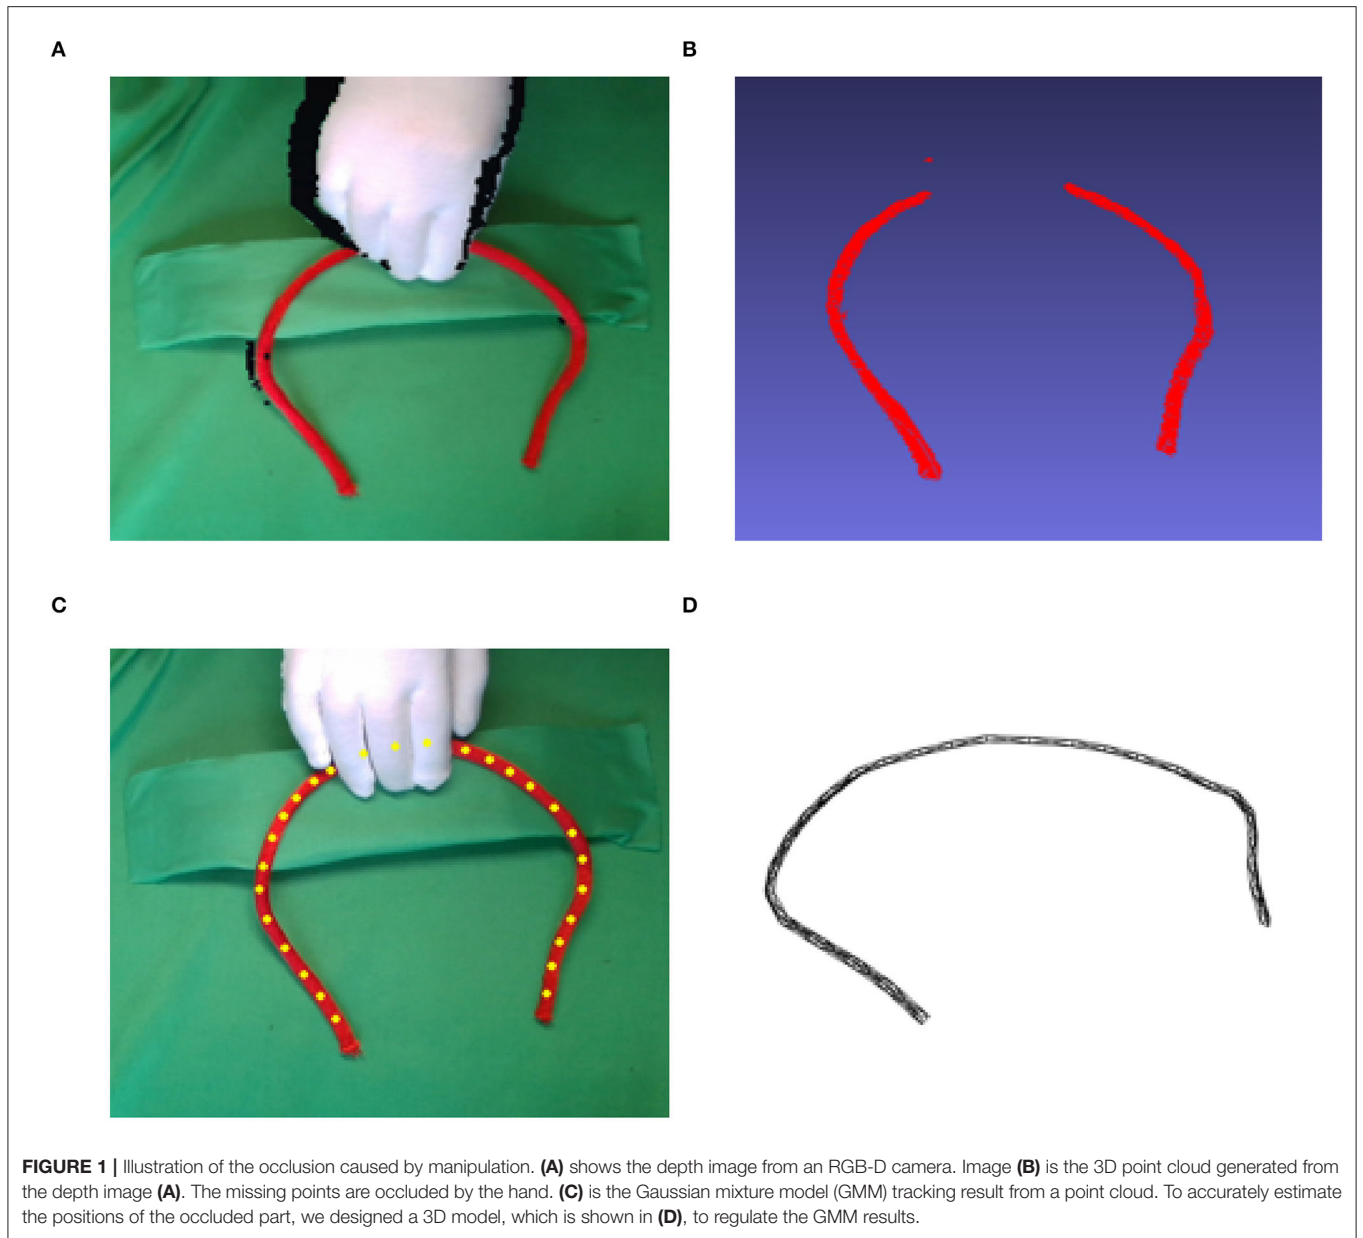 A
B
C
D
FIGURE 1 | Illustration of the occlusion caused by manipulation. (A) shows the depth image from an RGB-D camera. Image (B) is the 3D point cloud generated from
the depth image (A). The missing points are occluded by the hand. (C) is the Gaussian mixture model (GMM) tracking result from a point cloud. To accurately estimate
the positions of the occluded part, we designed a 3D model, which is shown in (D), to regulate the GMM results.